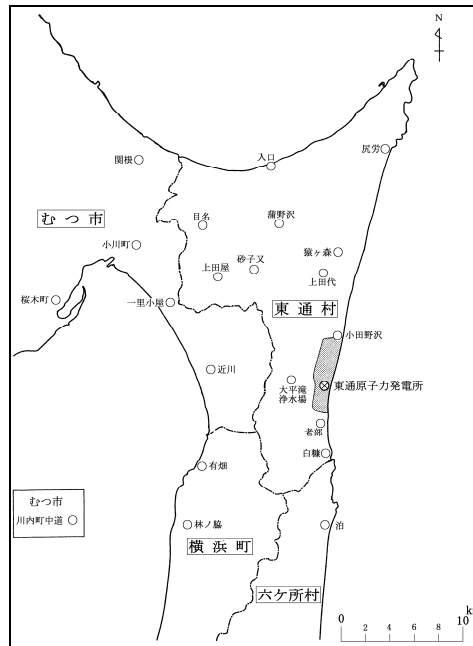 N
尻労
入口
関根
むつ市
目名
蒲野沢
小川町
猿ヶ森
砂子又
上田屋
上田代
桜木町
一里小屋
東通村
小田野沢
近川
大平滝
浄水場
東通原子力発電所
老部
白糠
有畑
むつ市
川内町中道
林ノ脇
泊
横浜町
六ケ所村
km
0 2 4 6 8 10